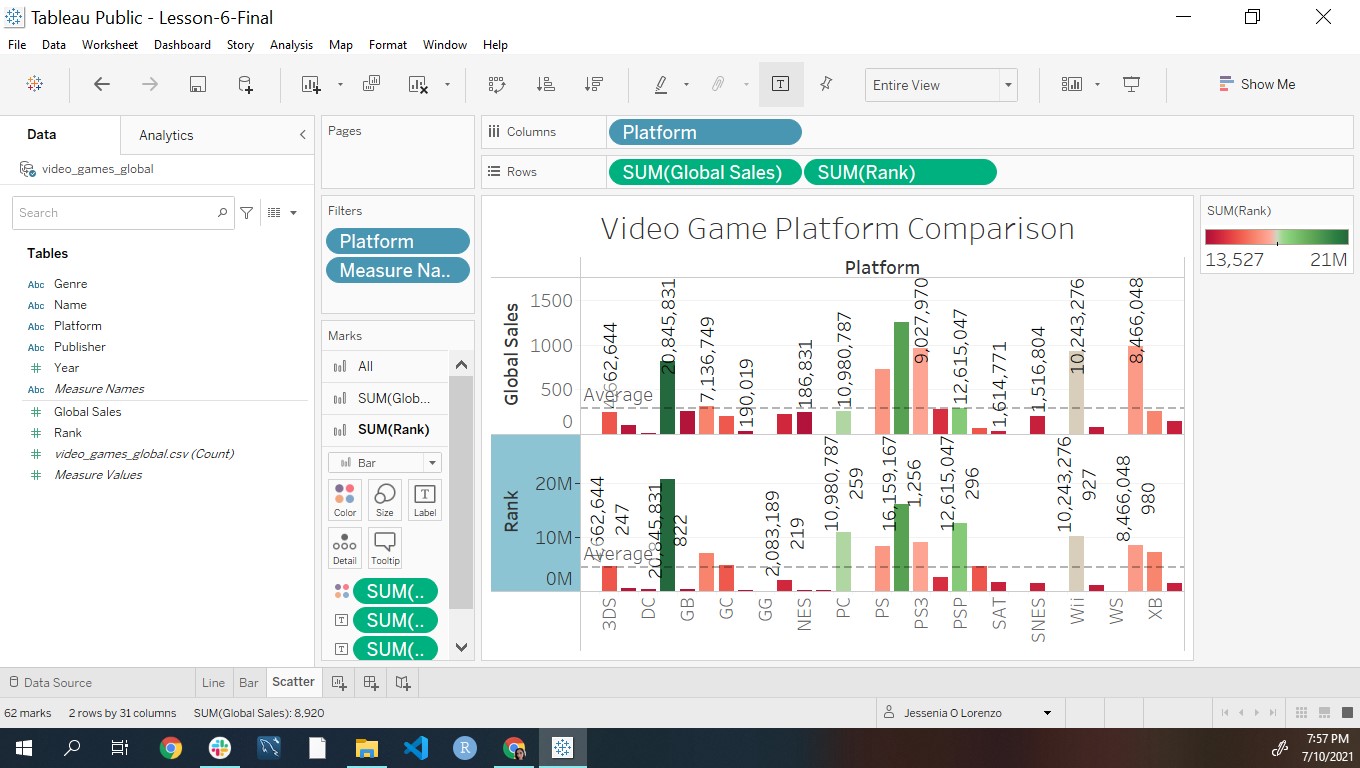 Tableau Public - Lesson-6-Final
File Data Worksheet Dashboard Story Analysis Map Format Window Help
Entire View
Show Me
Data Analytics
video_games_global
Search
Tables
Abc Genre
Abc Name
Abc Platform
Abc Publisher
# Year
Abc Measure Names
# Global Sales
# Rank
# video_games_global.csv (Count)
# Measure Values
Pages
Filters
Platform
Measure Na..
Marks
All
SUM(Glob...
SUM(Rank)
Bar
Color Size Label
Detail Tooltip
SUM(..
SUM(..
SUM(..
Columns Platform
Rows SUM(Global Sales) SUM(Rank)
Video Game Platform Comparison
Platform
Global Sales
1500
1000
500
0
Average
20,845,831
7,136,749
190,019
186,831
10,980,787
9,027,970
12,615,047
1,614,771
1,516,804
10,243,276
8,466,048
Rank
20M
10M
0M
Average
4,662,644
247
20,845,831
822
2,083,189
219
10,980,787
259
16,159,167
1,256
12,615,047
296
10,243,276
927
8,466,048
980
3DS DC GB GC GG NES PC PS PS3 PSP SAT SNES Wii WS XB
SUM(Rank)
13,527 21M
Data Source Line Bar Scatter
62 marks 2 rows by 31 columns SUM(Global Sales): 8,920
Jessenia O Lorenzo
R
7:57 PM
7/10/2021